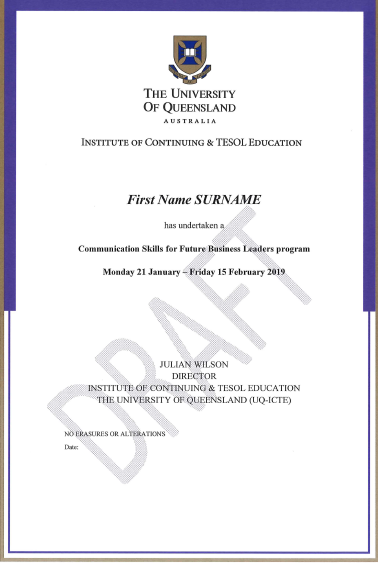 THE UNIVERSITY
OF QUEENSLAND
AUSTRALIA
INSTITUTE OF CONTINUING & TESOL EDUCATION
First Name SURNAME
has undertaken a
Communication Skills for Future Business Leaders program
Monday 21 January – Friday 15 February 2019
DRAFT
JULIAN WILSON
DIRECTOR
INSTITUTE OF CONTINUING & TESOL EDUCATION
THE UNIVERSITY OF QUEENSLAND (UQ-ICTE)
NO ERASURES OR ALTERATIONS
Date: